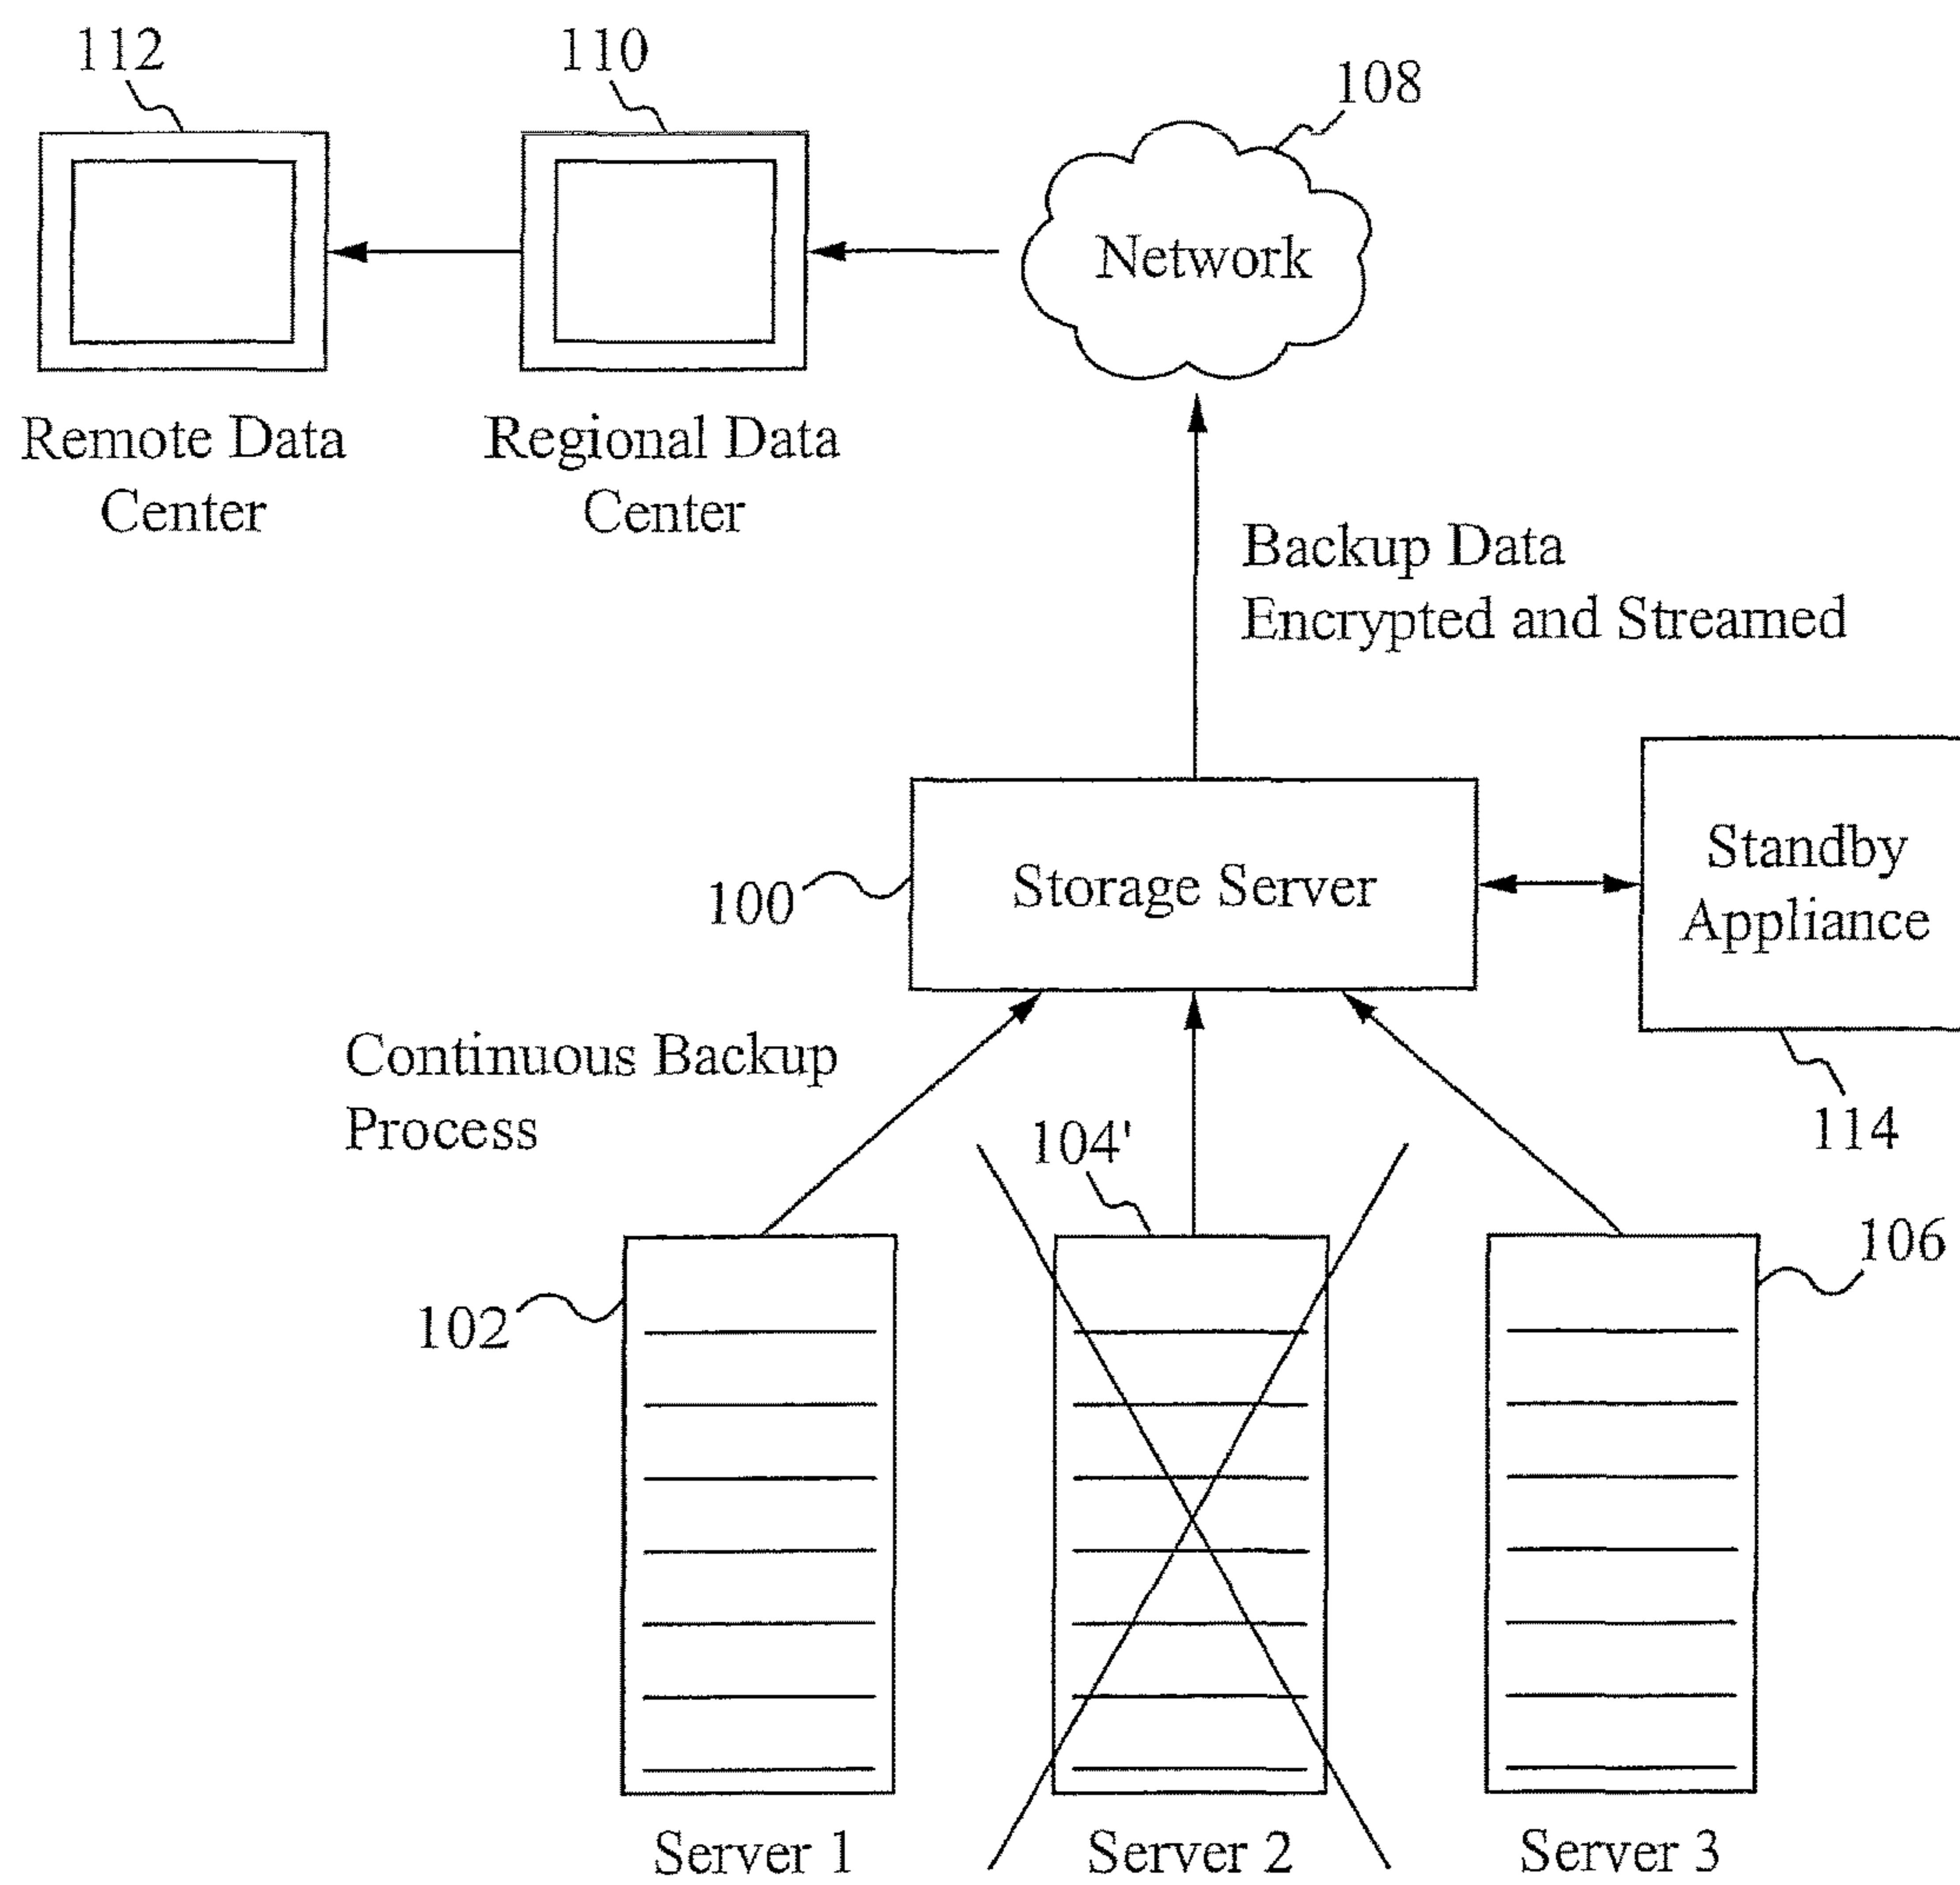 112
110
108
Network
Remote Data
Center
Regional Data
Center
Backup Data
Encrypted and Streamed
100
Storage Server
Standby
Appliance
114
Continuous Backup
Process
104'
102
106
Server 1
Server 2
Server 3